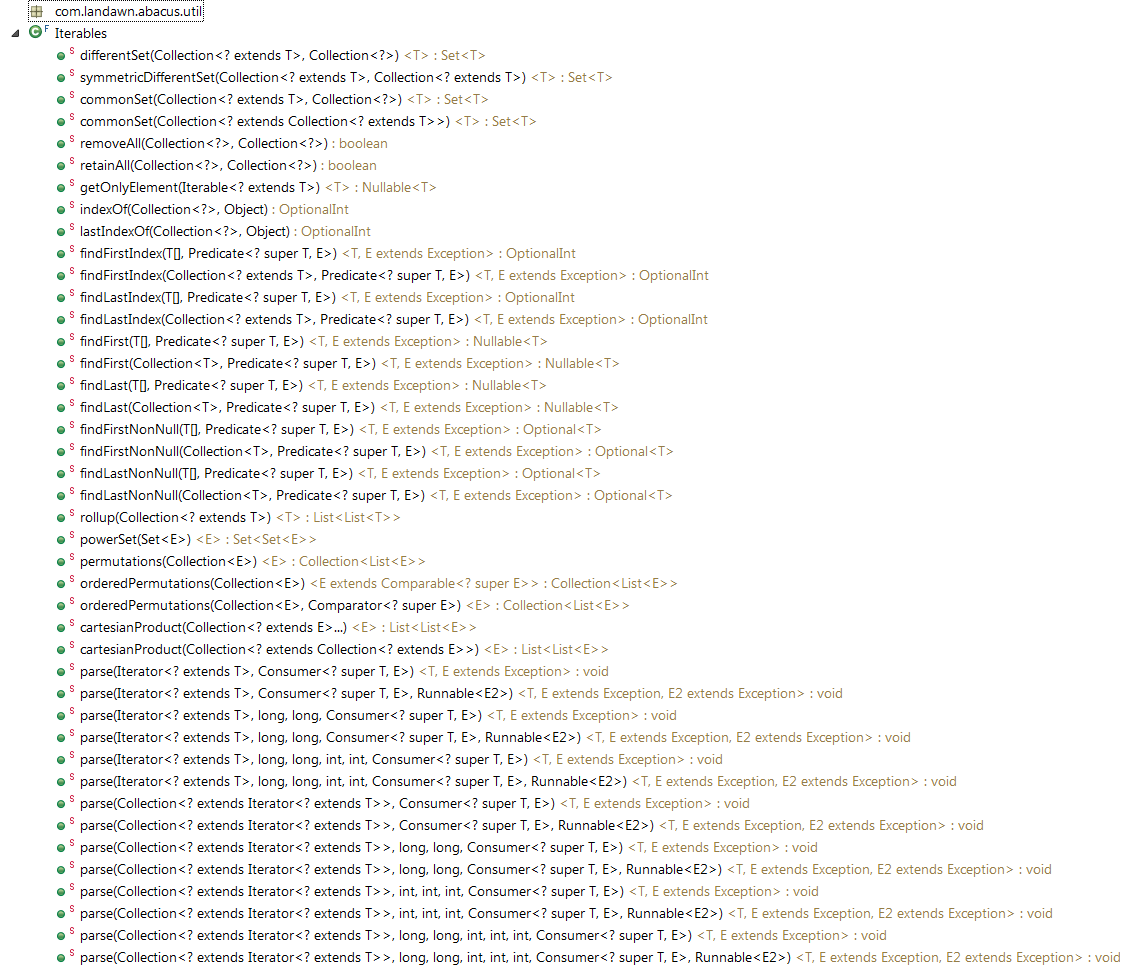 com.landawn.abacus.util
C F Iterables
S differentSet(Collection<? extends T>, Collection<?>) <T> : Set<T>
S symmetricDifferentSet(Collection<? extends T>, Collection<? extends T>) <T> : Set<T>
S commonSet(Collection<? extends T>, Collection<?>) <T> : Set<T>
S commonSet(Collection<? extends Collection<? extends T>>) <T> : Set<T>
S removeAll(Collection<?>, Collection<?>) : boolean
S retainAll(Collection<?>, Collection<?>) : boolean
S getOnlyElement(Iterable<? extends T>) <T> : Nullable<T>
S indexOf(Collection<?>, Object) : OptionalInt
S lastIndexOf(Collection<?>, Object) : OptionalInt
S findFirstIndex(T[], Predicate<? super T, E>) <T, E extends Exception> : OptionalInt
S findFirstIndex(Collection<? extends T>, Predicate<? super T, E>) <T, E extends Exception> : OptionalInt
S findLastIndex(T[], Predicate<? super T, E>) <T, E extends Exception> : OptionalInt
S findLastIndex(Collection<? extends T>, Predicate<? super T, E>) <T, E extends Exception> : OptionalInt
S findFirst(T[], Predicate<? super T, E>) <T, E extends Exception> : Nullable<T>
S findFirst(Collection<T>, Predicate<? super T, E>) <T, E extends Exception> : Nullable<T>
S findLast(T[], Predicate<? super T, E>) <T, E extends Exception> : Nullable<T>
S findLast(Collection<T>, Predicate<? super T, E>) <T, E extends Exception> : Nullable<T>
S findFirstNonNull(T[], Predicate<? super T, E>) <T, E extends Exception> : Optional<T>
S findFirstNonNull(Collection<T>, Predicate<? super T, E>) <T, E extends Exception> : Optional<T>
S findLastNonNull(T[], Predicate<? super T, E>) <T, E extends Exception> : Optional<T>
S findLastNonNull(Collection<T>, Predicate<? super T, E>) <T, E extends Exception> : Optional<T>
S rollup(Collection<? extends T>) <T> : List<List<T>>
S powerSet(Set<E>) <E> : Set<Set<E>>
S permutations(Collection<E>) <E> : Collection<List<E>>
S orderedPermutations(Collection<E>) <E extends Comparable<? super E>> : Collection<List<E>>
S orderedPermutations(Collection<E>, Comparator<? super E>) <E> : Collection<List<E>>
S cartesianProduct(Collection<? extends E>...) <E> : List<List<E>>
S cartesianProduct(Collection<? extends Collection<? extends E>>) <E> : List<List<E>>
S parse(Iterator<? extends T>, Consumer<? super T, E>) <T, E extends Exception> : void
S parse(Iterator<? extends T>, Consumer<? super T, E>, Runnable<E2>) <T, E extends Exception, E2 extends Exception> : void
S parse(Iterator<? extends T>, long, long, Consumer<? super T, E>) <T, E extends Exception> : void
S parse(Iterator<? extends T>, long, long, Consumer<? super T, E>, Runnable<E2>) <T, E extends Exception, E2 extends Exception> : void
S parse(Iterator<? extends T>, long, long, int, int, Consumer<? super T, E>) <T, E extends Exception> : void
S parse(Iterator<? extends T>, long, long, int, int, Consumer<? super T, E>, Runnable<E2>) <T, E extends Exception, E2 extends Exception> : void
S parse(Collection<? extends Iterator<? extends T>>, Consumer<? super T, E>) <T, E extends Exception> : void
S parse(Collection<? extends Iterator<? extends T>>, Consumer<? super T, E>, Runnable<E2>) <T, E extends Exception, E2 extends Exception> : void
S parse(Collection<? extends Iterator<? extends T>>, long, long, Consumer<? super T, E>) <T, E extends Exception> : void
S parse(Collection<? extends Iterator<? extends T>>, long, long, Consumer<? super T, E>, Runnable<E2>) <T, E extends Exception, E2 extends Exception> : void
S parse(Collection<? extends Iterator<? extends T>>, int, int, int, Consumer<? super T, E>) <T, E extends Exception> : void
S parse(Collection<? extends Iterator<? extends T>>, int, int, int, Consumer<? super T, E>, Runnable<E2>) <T, E extends Exception, E2 extends Exception> : void
S parse(Collection<? extends Iterator<? extends T>>, long, long, int, int, int, Consumer<? super T, E>) <T, E extends Exception> : void
S parse(Collection<? extends Iterator<? extends T>>, long, long, int, int, int, Consumer<? super T, E>, Runnable<E2>) <T, E extends Exception, E2 extends Exception> : void